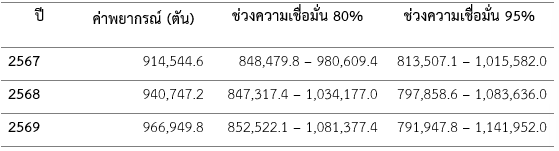 ปี ค่าพยากรณ์ (ตัน) ช่วงความเชื่อมั่น 80% ช่วงความเชื่อมั่น 95%
2567 914,544.6 848,479.8 – 980,609.4 813,507.1 – 1,015,582.0
2568 940,747.2 847,317.4 – 1,034,177.0 797,858.6 – 1,083,636.0
2569 966,949.8 852,522.1 – 1,081,377.4 791,947.8 – 1,141,952.0